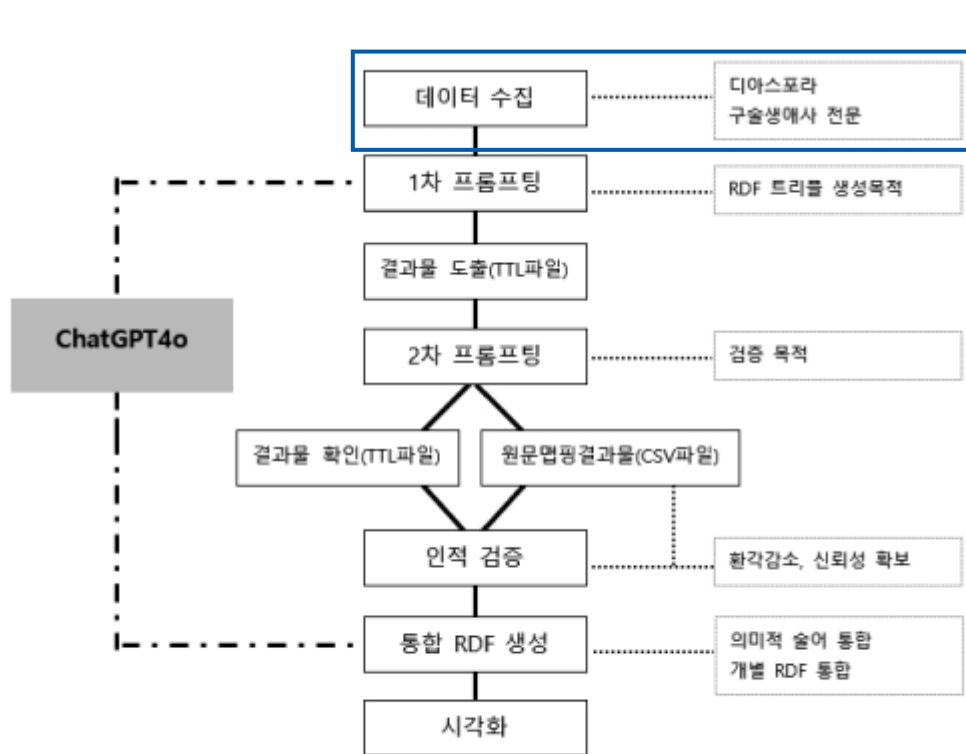 데이터 수집
디아스포라
구술생애사 전문
1차 프롬프팅
RDF 트리플 생성목적
결과물 도출(TTL파일)
ChatGPT4o
2차 프롬프팅
검증 목적
결과물 확인(TTL파일)
원문맵핑결과물(CSV파일)
인적 검증
환각감소, 신뢰성 확보
통합 RDF 생성
의미적 술어 통합
개별 RDF 통합
시각화